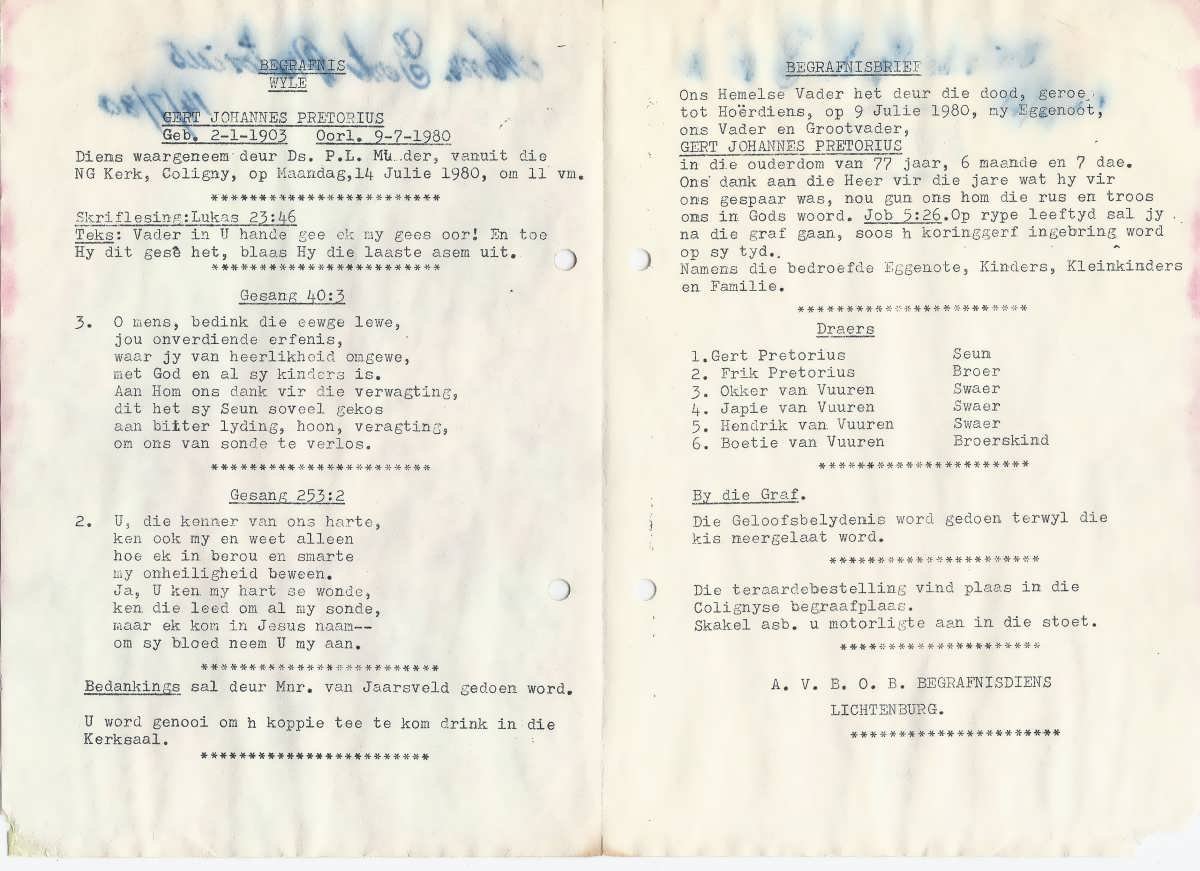 BEGRAFNIS
WYLE
GERT JOHANNES PRETORIUS
Geb. 2-1-1903 Oorl. 9-7-1980
Diens waargeneem deur Ds. P.L. Mulder, vanuit die
NG Kerk, Coligny, op Maandag,14 Julie 1980, om 11 vm.
************************
Skriflesing:Lukas 23:46
Teks: Vader in U hande gee ek my gees oor! En toe
Hy dit gesê het, blaas Hy die laaste asem uit.
************************
Gesang 40:3
3. O mens, bedink die eewge lewe,
jou onverdiende erfenis,
waar jy van heerlikheid omgewe,
met God en al sy kinders is.
Aan Hom ons dank vir die verwagting,
dit het sy Seun soveel gekos
aan bitter lyding, hoon, veragting,
om ons van sonde te verlos.
***********************
Gesang 253:2
2. U, die kenner van ons harte,
ken ook my en weet alleen
hoe ek in berou en smarte
my onheiligheid beween.
Ja, U ken my hart se wonde,
ken die leed om al my sonde,
maar ek kom in Jesus naam--
om sy bloed neem U my aan.
*************************
Bedankings sal deur Mnr. van Jaarsveld gedoen word.
U word genooi om h koppie tee te kom drink in die
Kerksaal.
************************
BEGRAFNISBRIEF
Ons Hemelse Vader het deur die dood, geroe
tot Hoërdiens, op 9 Julie 1980, my Eggenoót,
ons Vader en Grootvader,
GERT JOHANNES PRETORIUS
in die ouderdom van 77 jaar, 6 maande en 7 dae.
Ons dank aan die Heer vir die jare wat hy vir
ons gespaar was, nou gun ons hom die rus en troos
ons in Gods woord. Job 5:26.Op rype leeftyd sal jy
na die graf gaan, soos h koringgerf ingebring word
op sy tyd.
Namens die bedroefde Eggenote, Kinders, Kleinkinders
en Familie.
************************
Draers
1.Gert Pretorius Seun
2. Frik Pretorius Broer
3. Okker van Vuuren Swaer
4. Japie van Vuuren Swaer
5. Hendrik van Vuuren Swaer
6. Boetie van Vuuren Broerskind
**********************
By die Graf.
Die Geloofsbelydenis word gedoen terwyl die
kis neergelaat word.
**********************
Die teraardebestelling vind plaas in die
Colignyse begraafplaas.
Skakel asb. u motorligte aan in die stoet.
*********************
A. V. B. O. B. BEGRAFNISDIENS
LICHTENBURG.
**********************